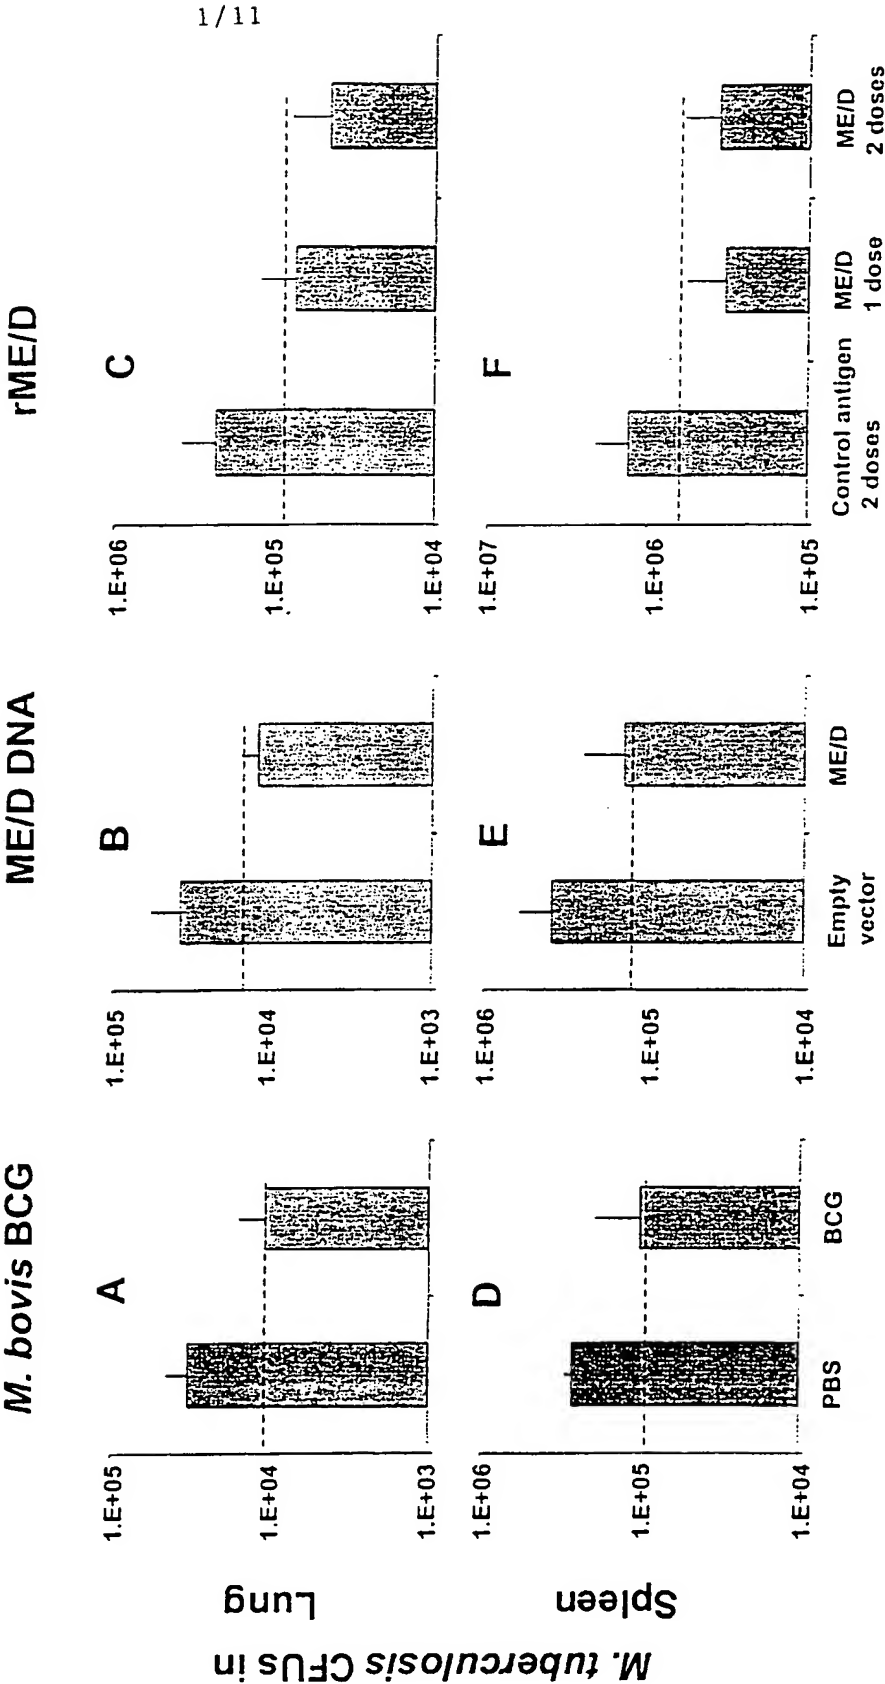 1/11
M. bovis BCG
ME/D DNA
rME/D
M. tuberculosis CFUs in
Lung
A
1.E+05
1.E+04
1.E+03
B
1.E+05
1.E+04
1.E+03
C
1.E+06
1.E+05
1.E+04
Spleen
D
1.E+06
1.E+05
1.E+04
PBS
BCG
E
1.E+06
1.E+05
1.E+04
Empty
vector
ME/D
F
1.E+07
1.E+06
1.E+05
Control antigen
2 doses
ME/D
1 dose
ME/D
2 doses